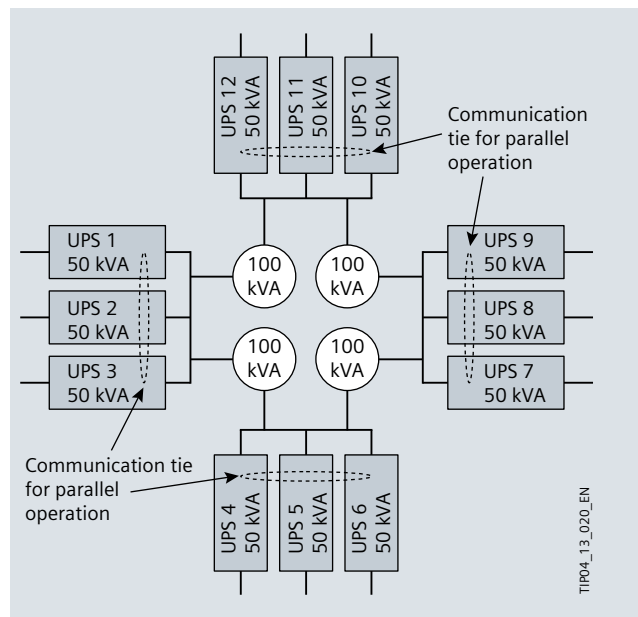 UPS 12
50 kVA
UPS 11
50 kVA
UPS 10
50 kVA
Communication
tie for parallel
operation
UPS 1
50 kVA
UPS 2
50 kVA
UPS 3
50 kVA
100
kVA
100
kVA
100
kVA
100
kVA
UPS 9
50 kVA
UPS 8
50 kVA
UPS 7
50 kVA
Communication tie
for parallel
operation
UPS 4
50 kVA
UPS 5
50 kVA
UPS 6
50 kVA
TIP04_13_020_EN